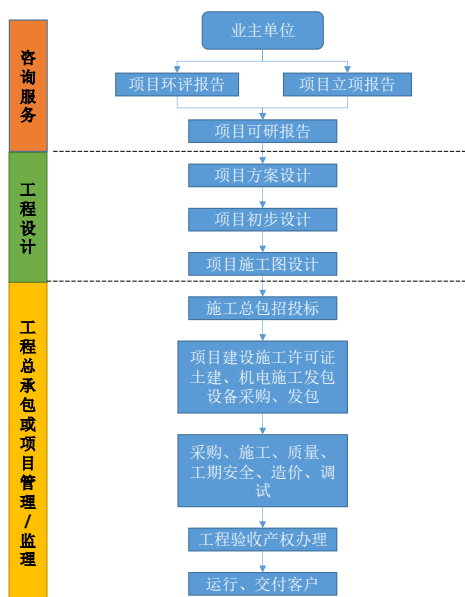 业主单位
咨询服务
项目环评报告
项目立项报告
项目可研报告
工程设计
项目方案设计
项目初步设计
项目施工图设计
工程总承包或项目管理/监理
施工总包招投标
项目建设施工许可证
土建、机电施工发包
设备采购、发包
采购、施工、质量、
工期安全、造价、调
试
工程验收产权办理
运行、交付客户